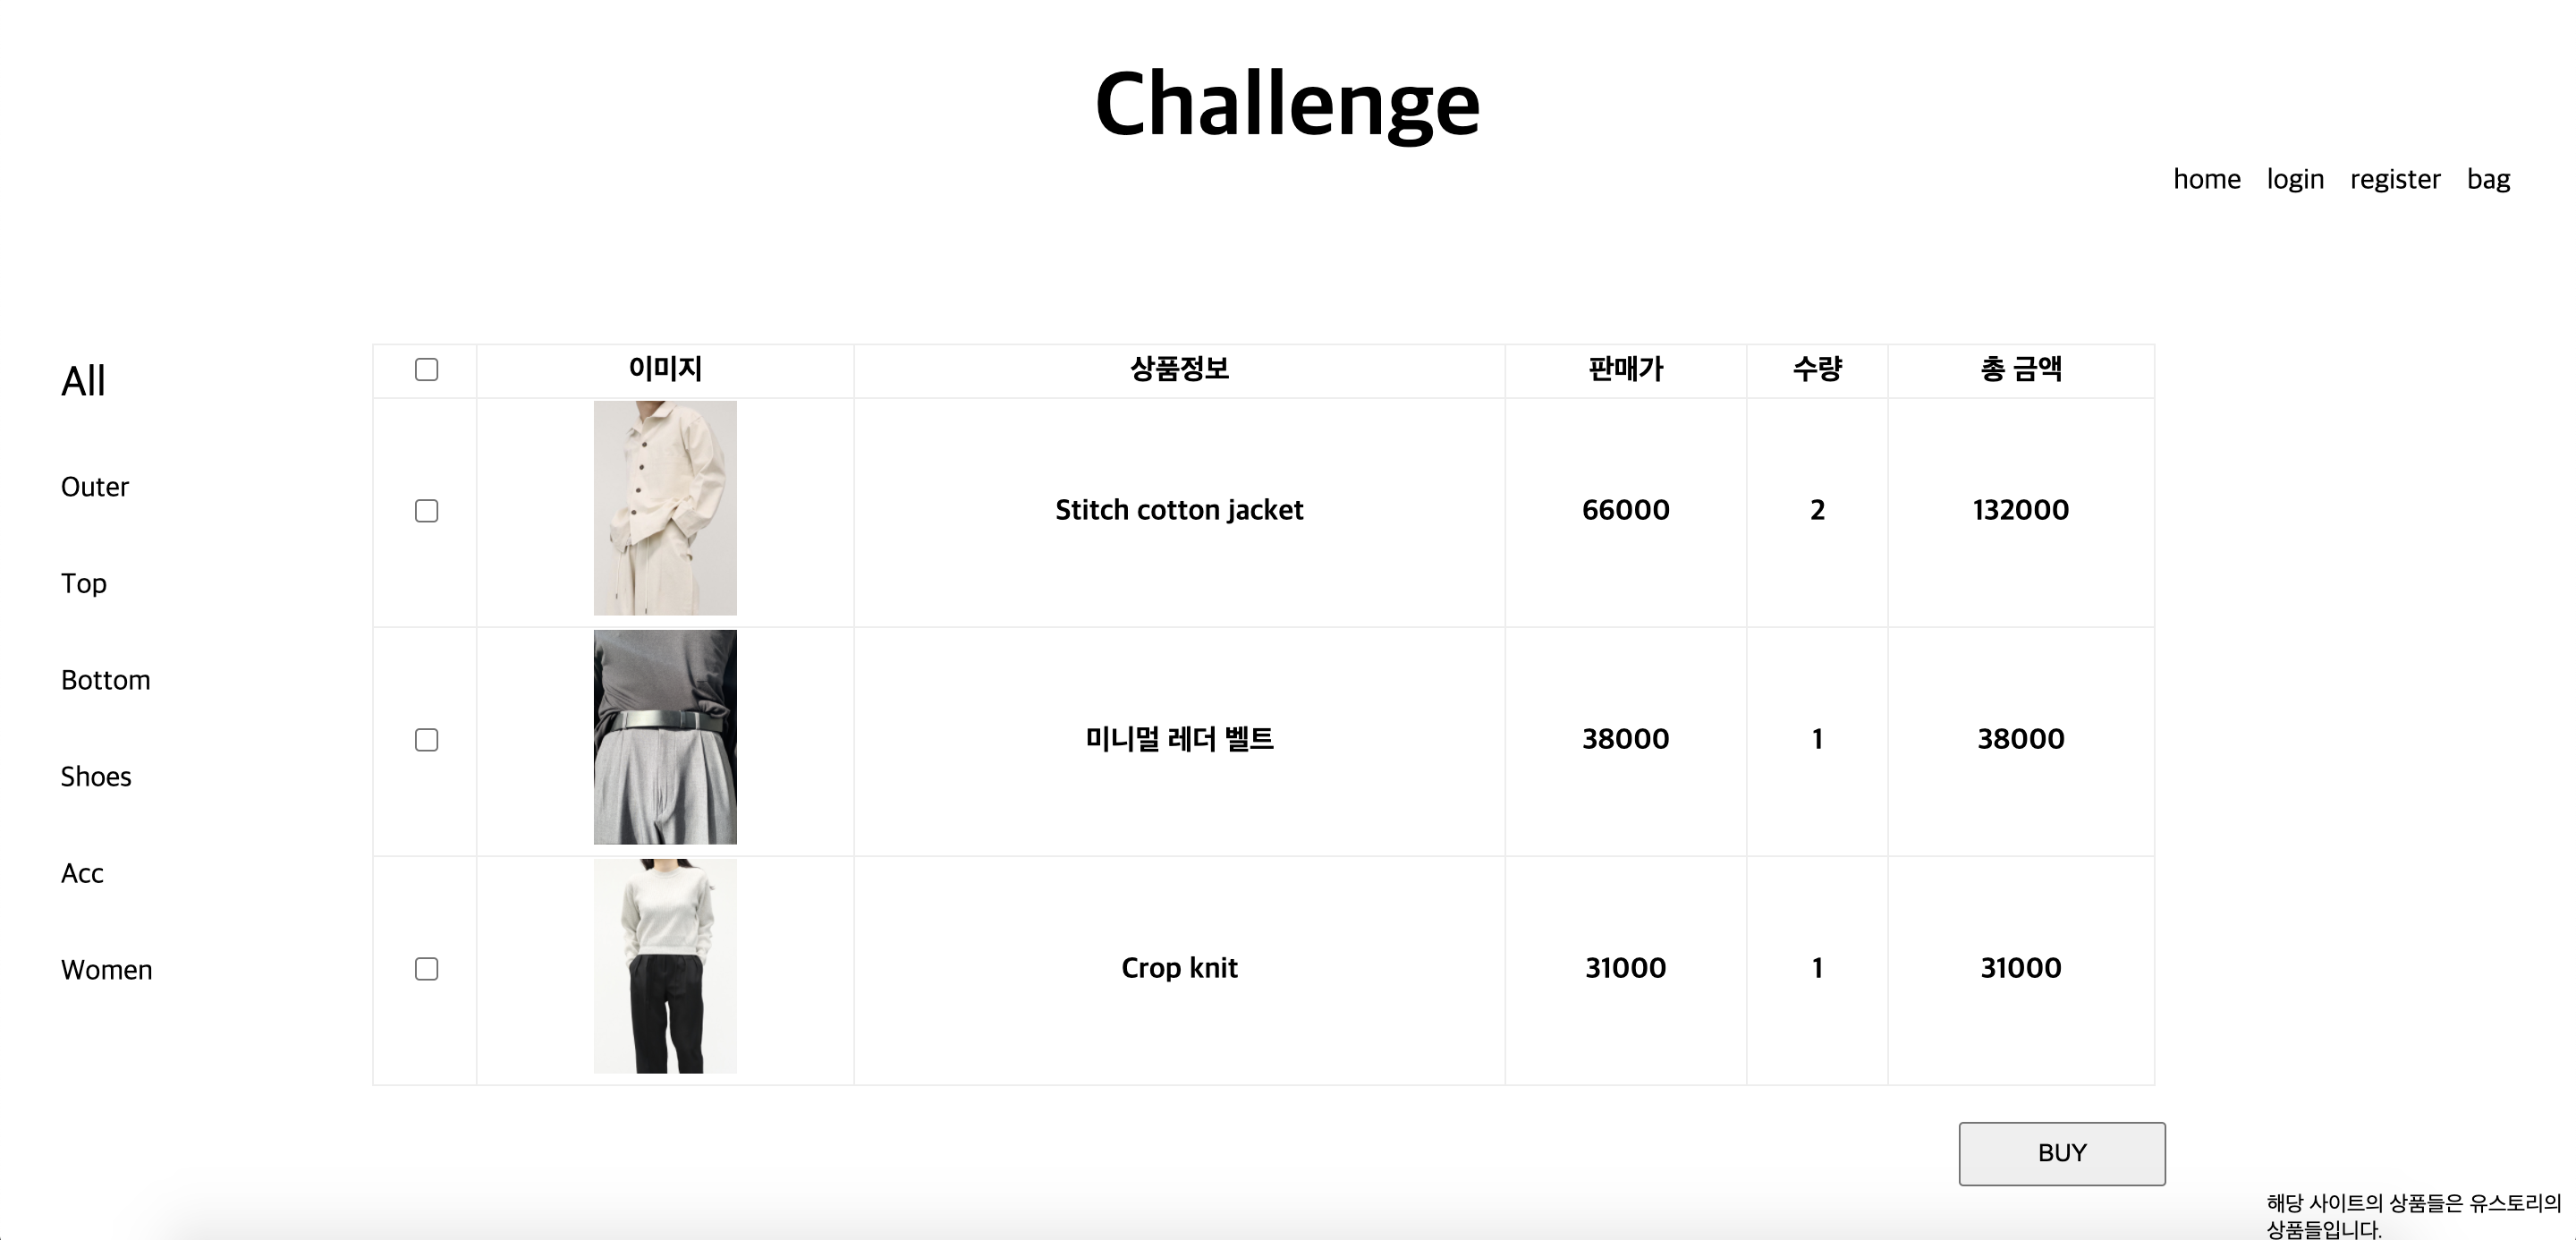 Challenge
home login register bag
All
Outer
Top
Bottom
Shoes
Acc
Women
이미지 상품정보 판매가 수량 총 금액
Stitch cotton jacket 66000 2 132000
미니멀 레더 벨트 38000 1 38000
Crop knit 31000 1 31000
BUY
해당 사이트의 상품들은 유스토리의
상품들입니다.